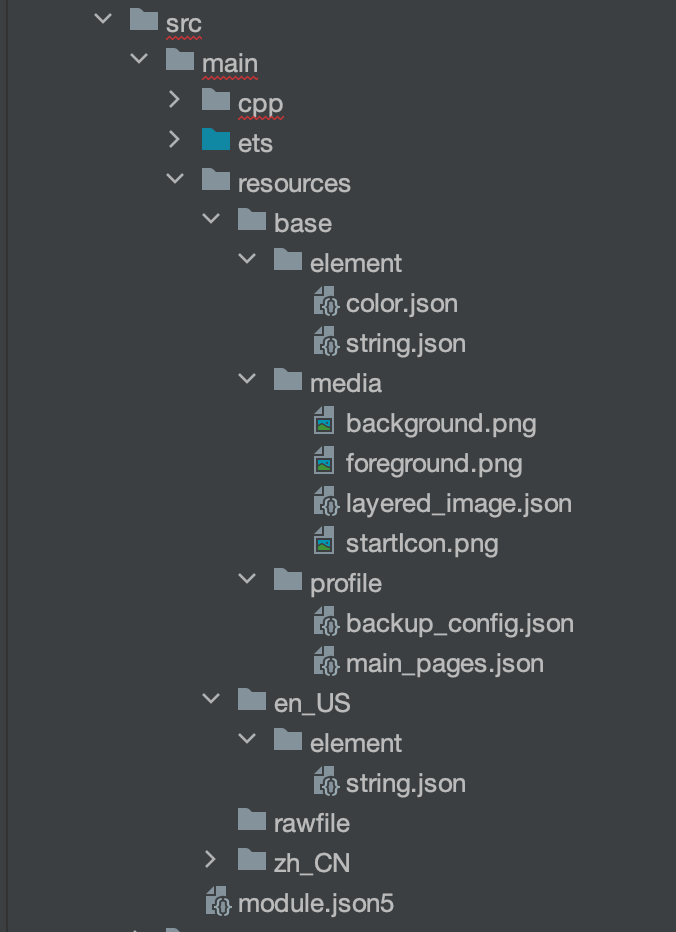 src
main
cpp
ets
resources
base
element
color.json
string.json
media
background.png
foreground.png
layered_image.json
startIcon.png
profile
backup_config.json
main_pages.json
en_US
element
string.json
rawfile
zh_CN
module.json5